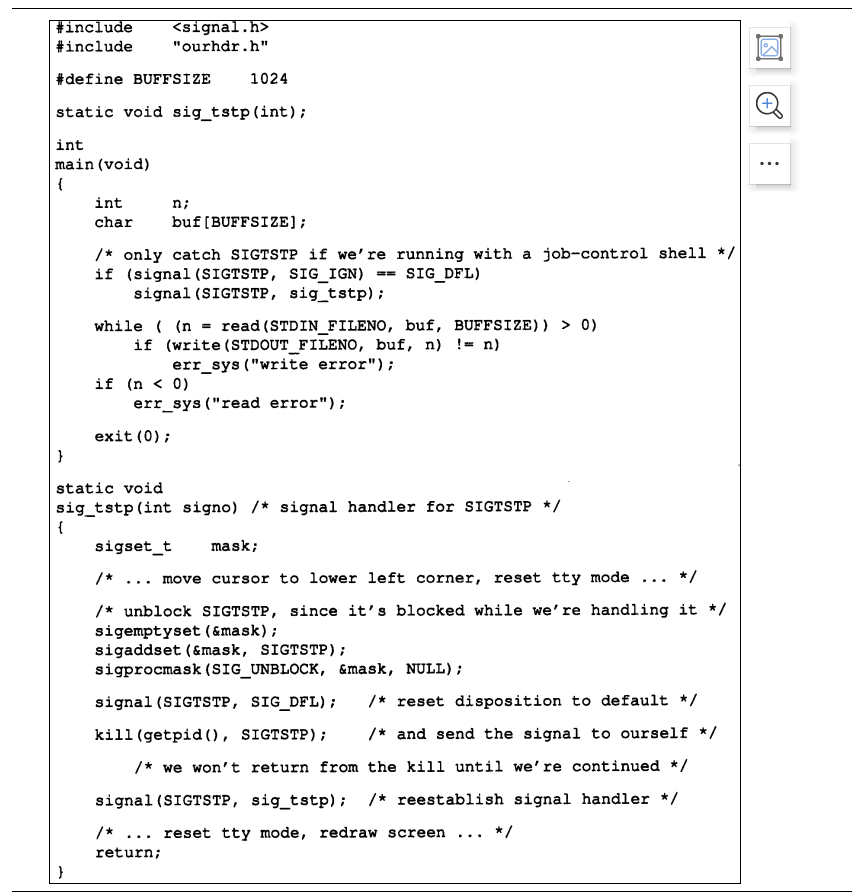 #include    <signal.h>
#include    "ourhdr.h"
#define BUFFSIZE    1024
static void sig_tstp(int);
int
main(void)
{
    int     n;
    char    buf[BUFFSIZE];
    /* only catch SIGTSTP if we're running with a job-control shell */
    if (signal(SIGTSTP, SIG_IGN) == SIG_DFL)
        signal(SIGTSTP, sig_tstp);
    while ( (n = read(STDIN_FILENO, buf, BUFFSIZE)) > 0)
        if (write(STDOUT_FILENO, buf, n) != n)
            err_sys("write error");
    if (n < 0)
        err_sys("read error");
    exit(0);
}
static void
sig_tstp(int signo) /* signal handler for SIGTSTP */
{
    sigset_t    mask;
    /* ... move cursor to lower left corner, reset tty mode ... */
    /* unblock SIGTSTP, since it's blocked while we're handling it */
    sigemptyset(&mask);
    sigaddset(&mask, SIGTSTP);
    sigprocmask(SIG_UNBLOCK, &mask, NULL);
    signal(SIGTSTP, SIG_DFL);   /* reset disposition to default */
    kill(getpid(), SIGTSTP);    /* and send the signal to ourself */
        /* we won't return from the kill until we're continued */
    signal(SIGTSTP, sig_tstp);  /* reestablish signal handler */
    /* ... reset tty mode, redraw screen ... */
    return;
}